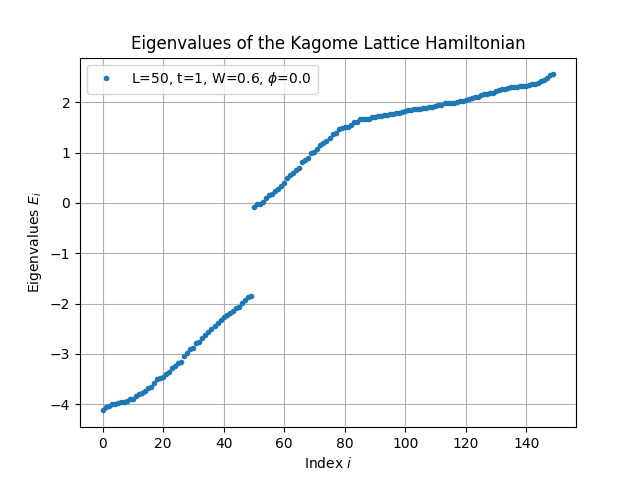 Eigenvalues of the Kagome Lattice Hamiltonian
L=50, t=1, W=0.6, ϕ=0.0
Eigenvalues E_i
2
1
0
−1
−2
−3
−4
0 20 40 60 80 100 120 140
Index i